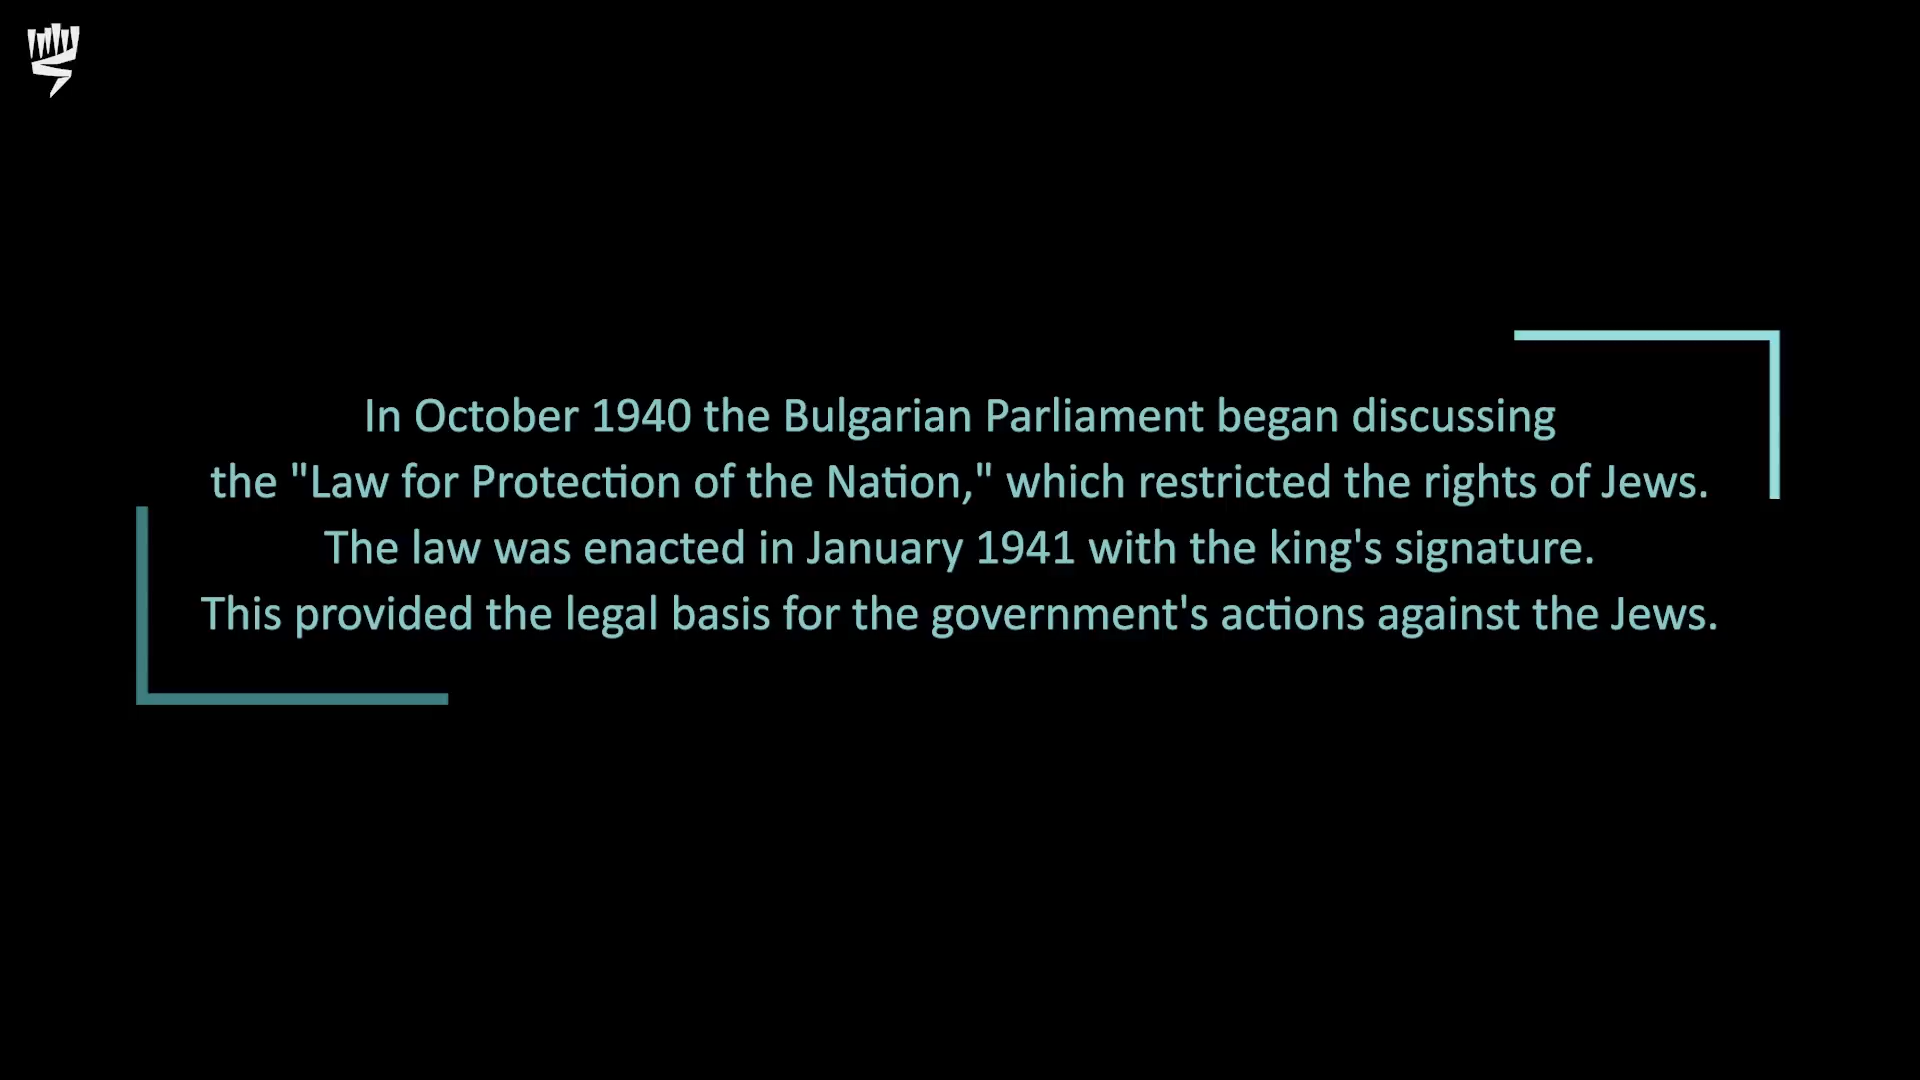 In October 1940 the Bulgarian Parliament began discussing
the "Law for Protection of the Nation," which restricted the rights of Jews.
The law was enacted in January 1941 with the king's signature.
This provided the legal basis for the government's actions against the Jews.